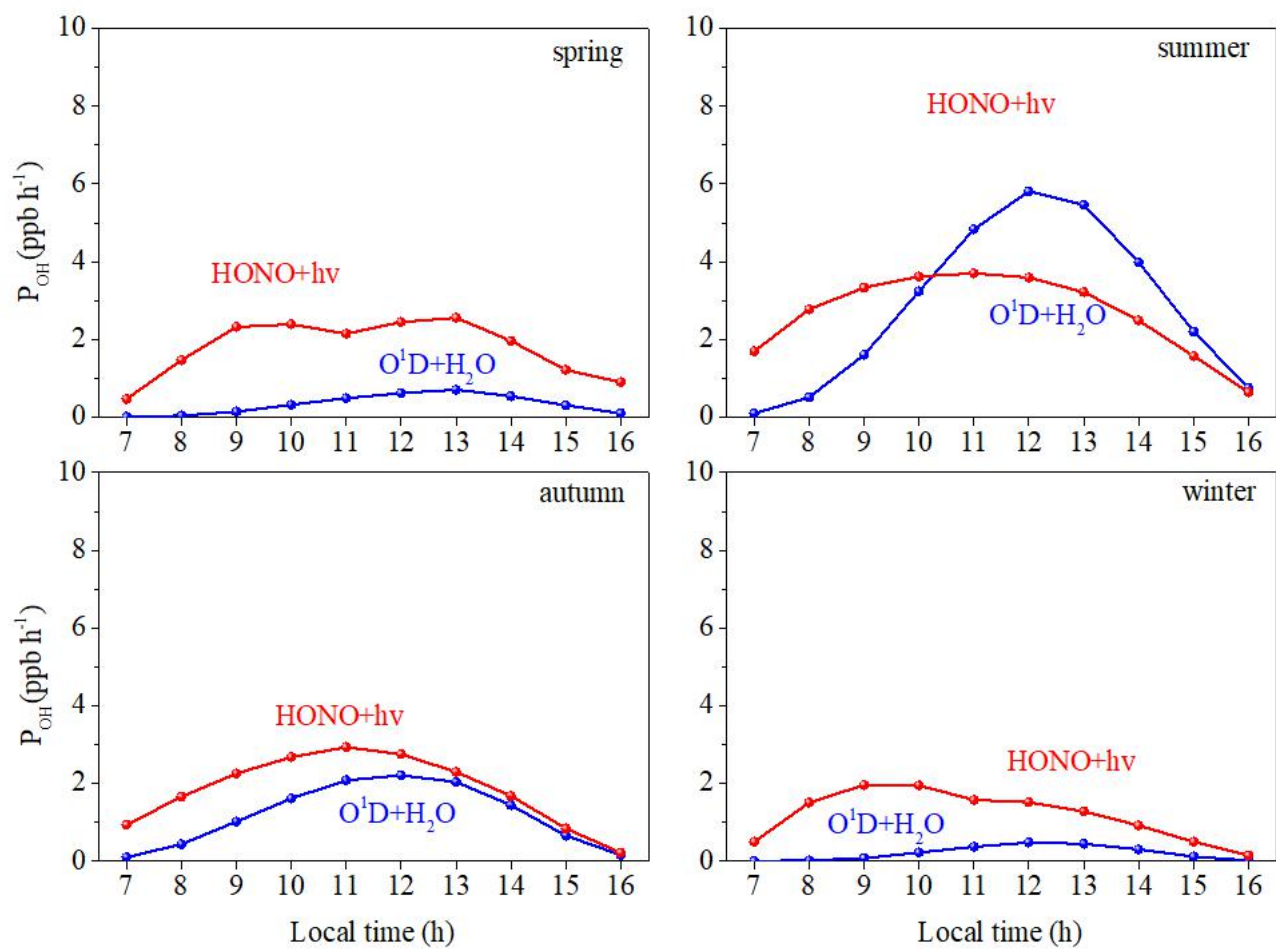 10
8
6
4
2
0
P_OH(ppb h⁻¹)
spring
HONO+hv
O¹D+H₂O
7 8 9 10 11 12 13 14 15 16
10
8
6
4
2
0
summer
HONO+hv
O¹D+H₂O
7 8 9 10 11 12 13 14 15 16
10
8
6
4
2
0
P_OH(ppb h⁻¹)
autumn
HONO+hv
O¹D+H₂O
7 8 9 10 11 12 13 14 15 16
Local time (h)
10
8
6
4
2
0
winter
HONO+hv
O¹D+H₂O
7 8 9 10 11 12 13 14 15 16
Local time (h)